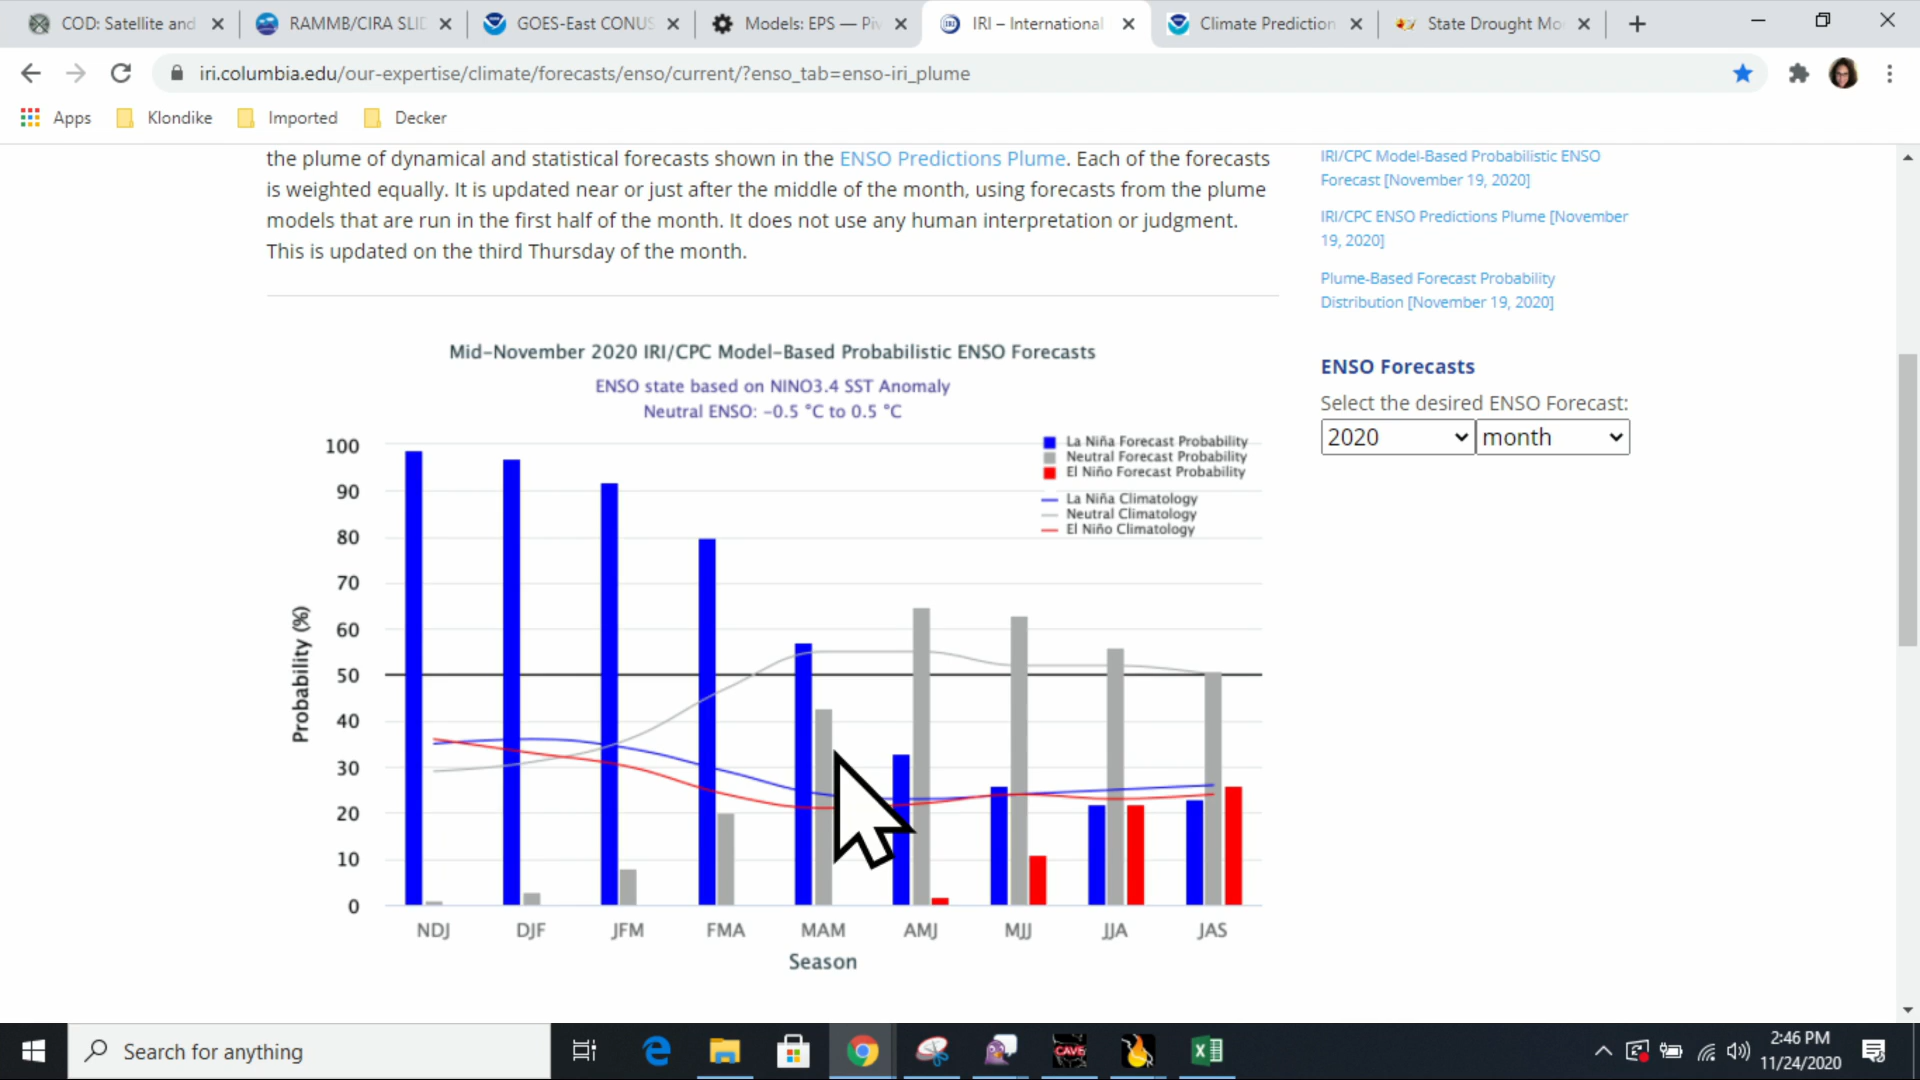 COD: Satellite and
RAMMB/CIRA SLID
GOES-East CONUS
Models: EPS — Piv
IRI – International
Climate Prediction
State Drought Mo
iri.columbia.edu/our-expertise/climate/forecasts/enso/current/?enso_tab=enso-iri_plume
Apps
Klondike
Imported
Decker
the plume of dynamical and statistical forecasts shown in the ENSO Predictions Plume. Each of the forecasts
is weighted equally. It is updated near or just after the middle of the month, using forecasts from the plume
models that are run in the first half of the month. It does not use any human interpretation or judgment.
This is updated on the third Thursday of the month.
IRI/CPC Model-Based Probabilistic ENSO
Forecast [November 19, 2020]
IRI/CPC ENSO Predictions Plume [November
19, 2020]
Plume-Based Forecast Probability
Distribution [November 19, 2020]
ENSO Forecasts
Select the desired ENSO Forecast:
2020
month
Mid-November 2020 IRI/CPC Model-Based Probabilistic ENSO Forecasts
ENSO state based on NINO3.4 SST Anomaly
Neutral ENSO: -0.5 °C to 0.5 °C
La Niña Forecast Probability
Neutral Forecast Probability
El Niño Forecast Probability
La Niña Climatology
Neutral Climatology
El Niño Climatology
Probability (%)
100
90
80
70
60
50
40
30
20
10
0
NDJ
DJF
JFM
FMA
MAM
AMJ
MJJ
JJA
JAS
Season
Search for anything
CAVE
2:46 PM
11/24/2020